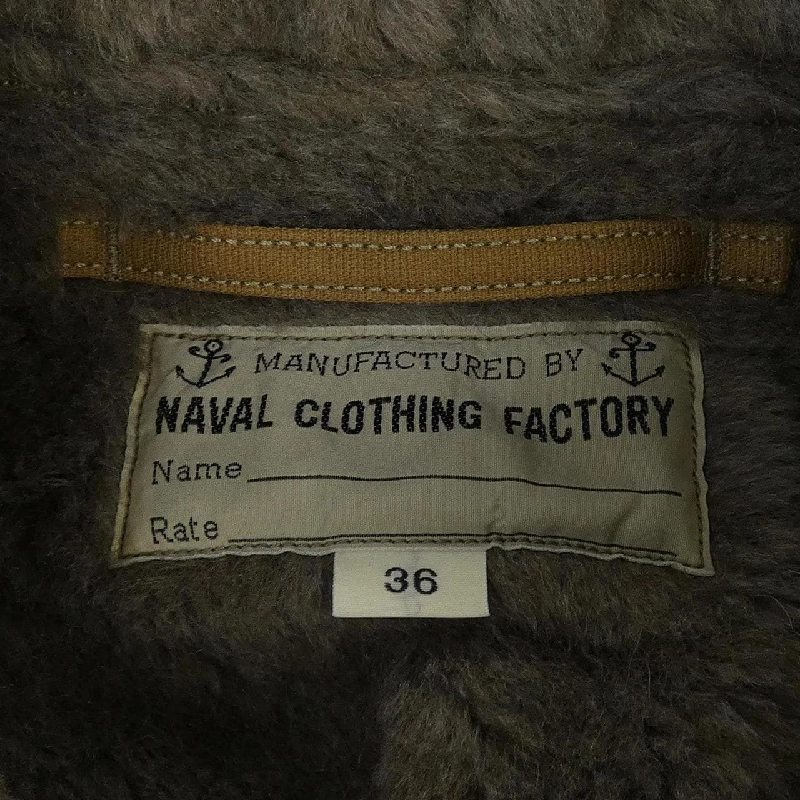 MANUFACTURED BY
NAVAL CLOTHING FACTORY
Name
Rate
36